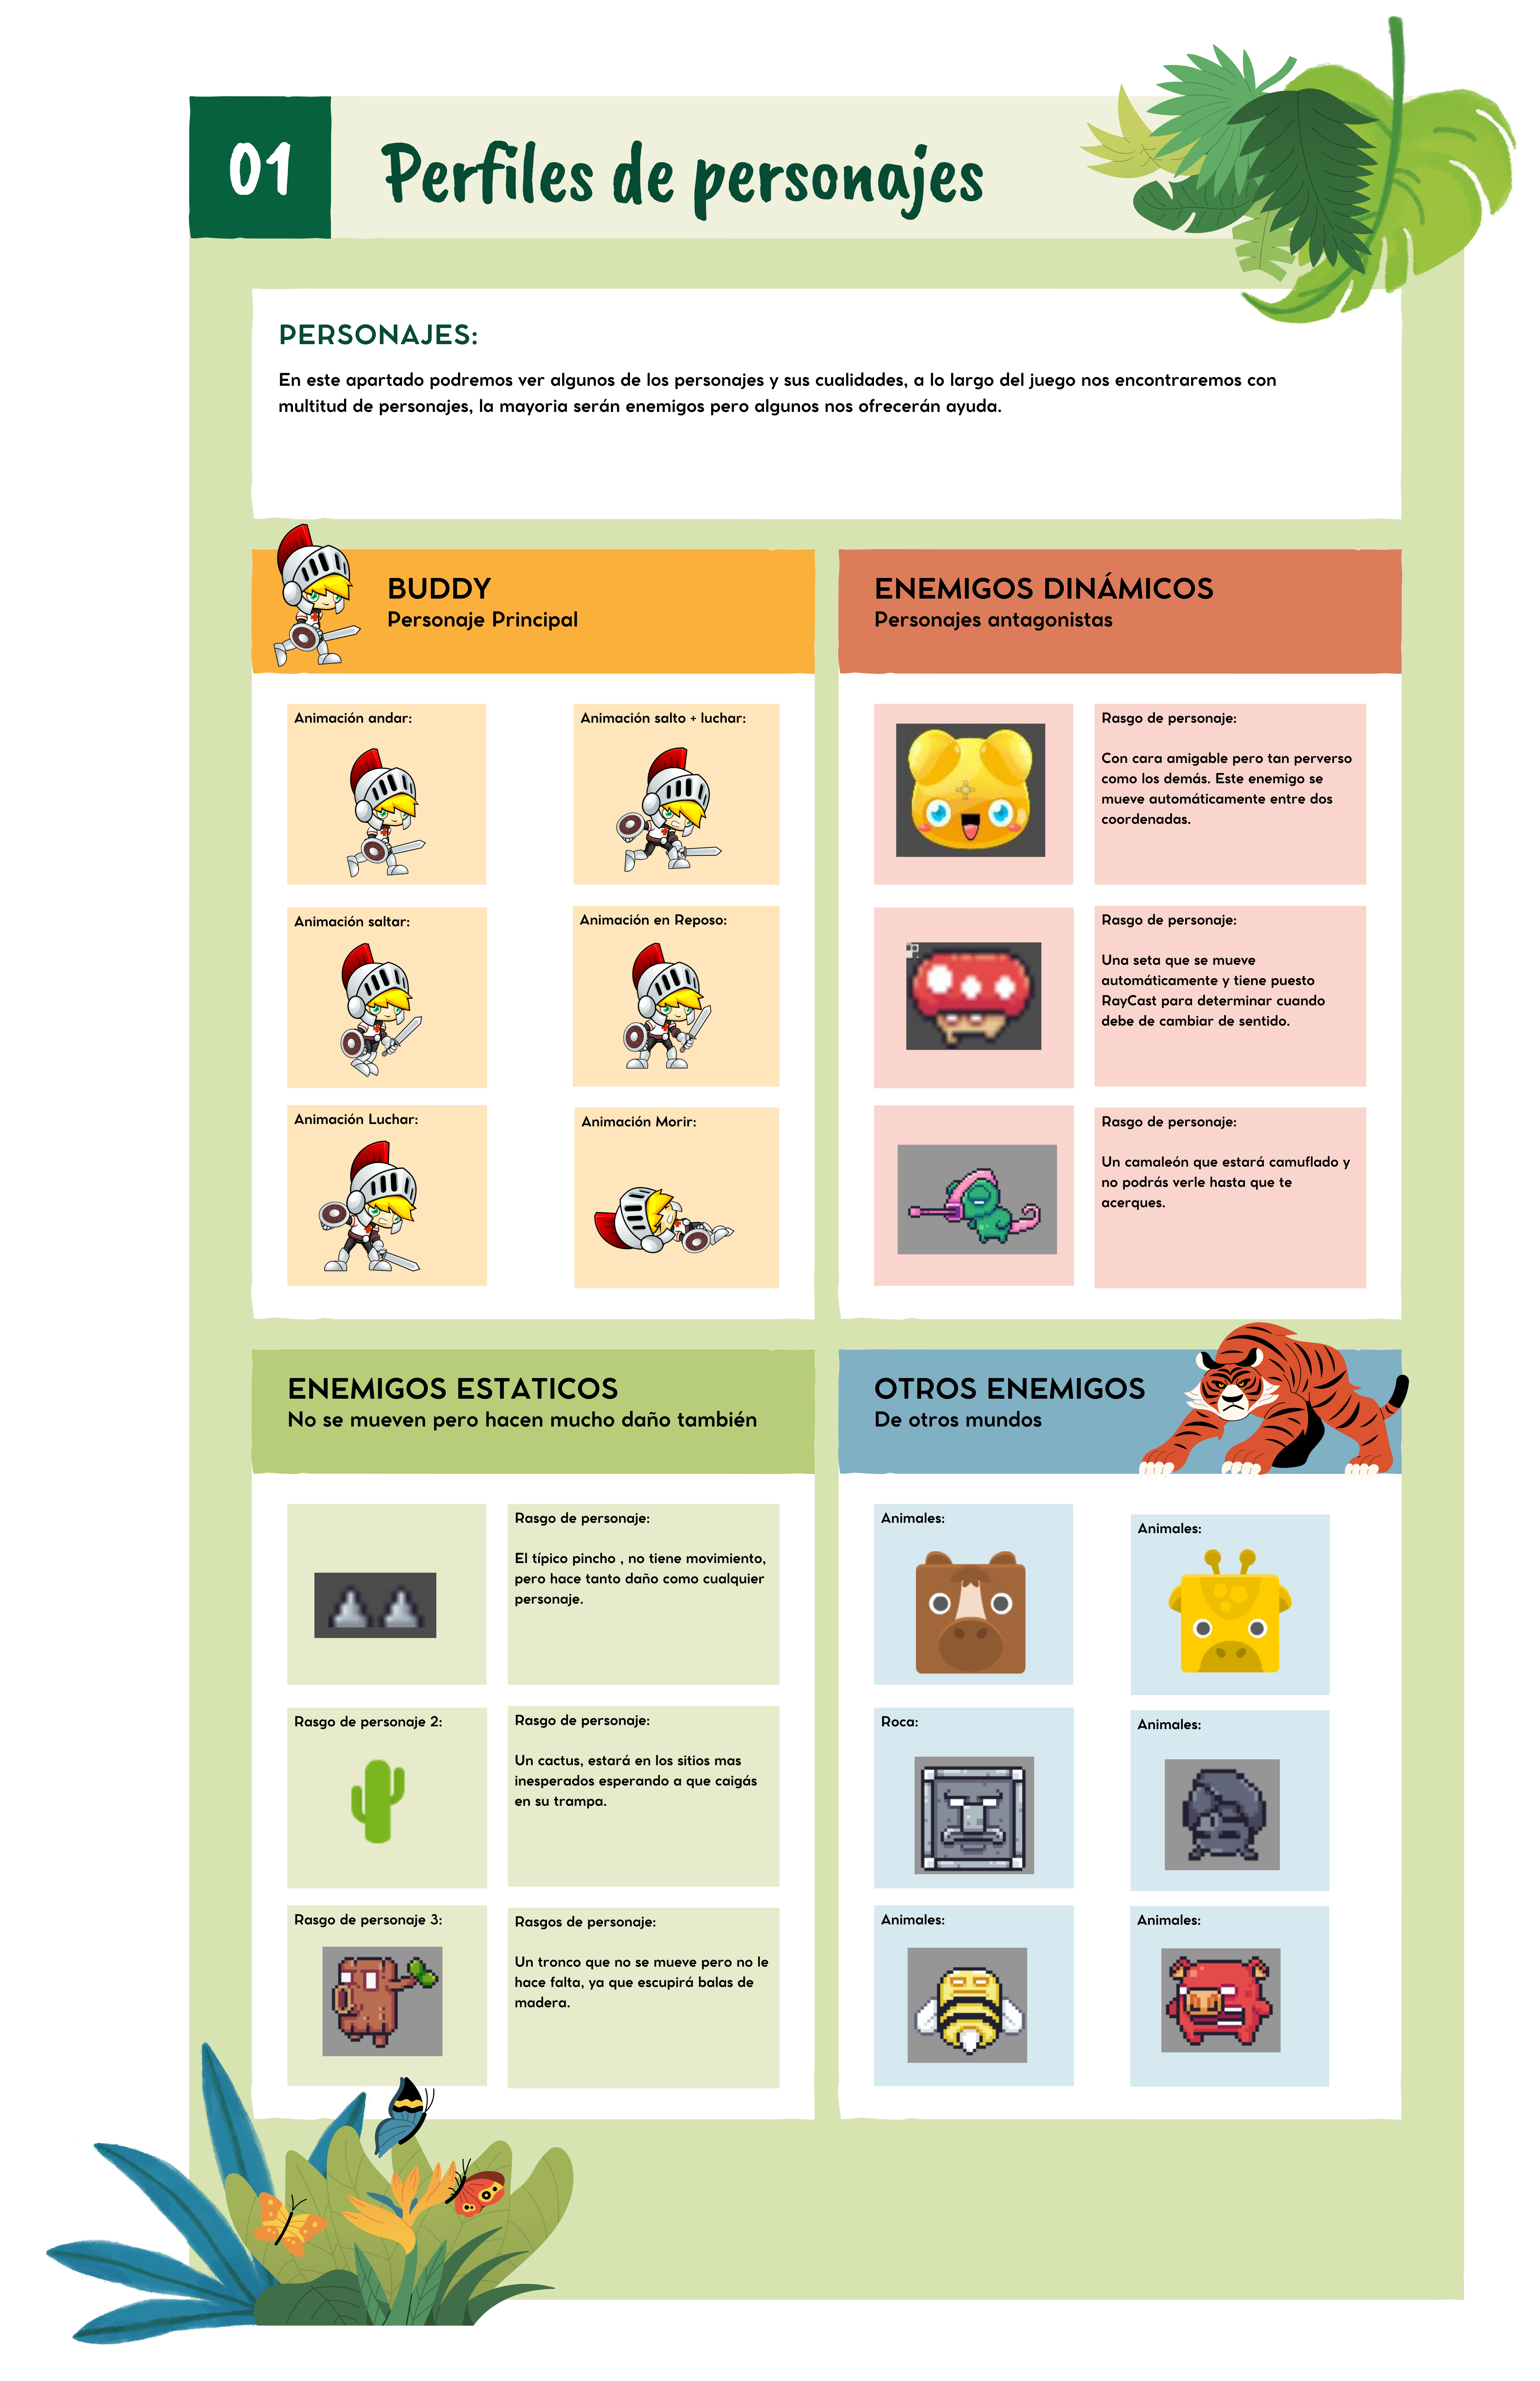 01
Perfiles de personajes
PERSONAJES:
En este apartado podremos ver algunos de los personajes y sus cualidades, a lo largo del juego nos encontraremos con
multitud de personajes, la mayoria serán enemigos pero algunos nos ofrecerán ayuda.
BUDDY
Personaje Principal
Animación andar:
Animación salto + luchar:
Animación saltar:
Animación en Reposo:
Animación Luchar:
Animación Morir:
ENEMIGOS DINÁMICOS
Personajes antagonistas
Rasgo de personaje:
Con cara amigable pero tan perverso
como los demás. Este enemigo se
mueve automáticamente entre dos
coordenadas.
Rasgo de personaje:
Una seta que se mueve
automáticamente y tiene puesto
RayCast para determinar cuando
debe de cambiar de sentido.
Rasgo de personaje:
Un camaleón que estará camuflado y
no podrás verle hasta que te
acerques.
ENEMIGOS ESTATICOS
No se mueven pero hacen mucho daño también
Rasgo de personaje:
El típico pincho , no tiene movimiento,
pero hace tanto daño como cualquier
personaje.
Rasgo de personaje 2:
Rasgo de personaje:
Un cactus, estará en los sitios mas
inesperados esperando a que caigás
en su trampa.
Rasgo de personaje 3:
Rasgos de personaje:
Un tronco que no se mueve pero no le
hace falta, ya que escupirá balas de
madera.
OTROS ENEMIGOS
De otros mundos
Animales:
Animales:
Roca:
Animales:
Animales:
Animales: